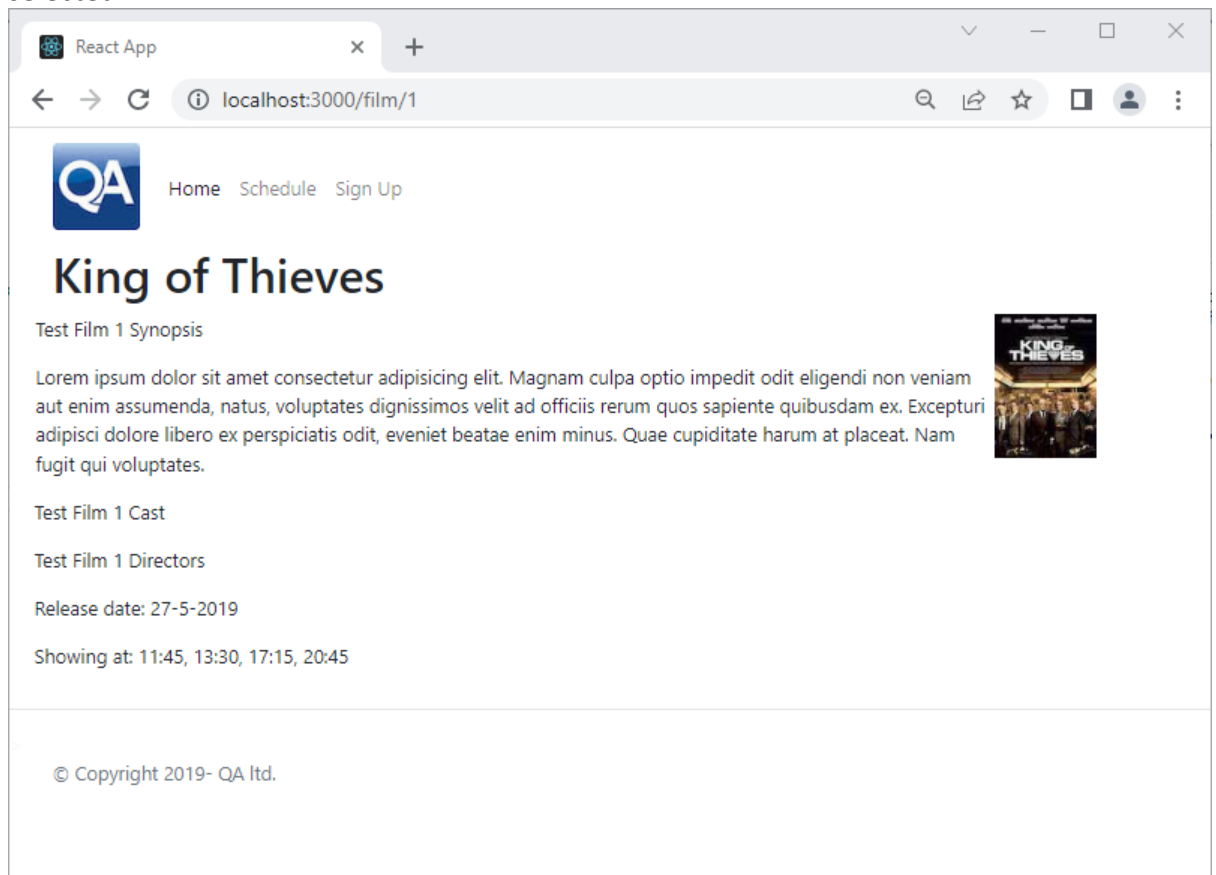 React App
localhost:3000/film/1
QA
Home Schedule Sign Up
King of Thieves
Test Film 1 Synopsis
KING OF
THIEVES
Lorem ipsum dolor sit amet consectetur adipisicing elit. Magnam culpa optio impedit odit eligendi non veniam
aut enim assumenda, natus, voluptates dignissimos velit ad officiis rerum quos sapiente quibusdam ex. Excepturi
adipisci dolore libero ex perspiciatis odit, eveniet beatae enim minus. Quae cupiditate harum at placeat. Nam
fugit qui voluptates.
Test Film 1 Cast
Test Film 1 Directors
Release date: 27-5-2019
Showing at: 11:45, 13:30, 17:15, 20:45
© Copyright 2019- QA ltd.